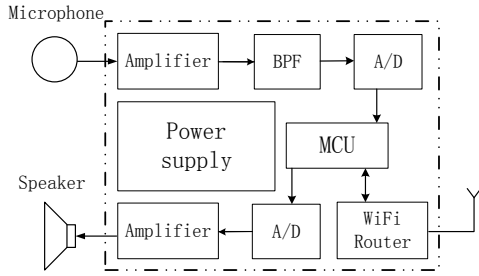 Microphone
Amplifier
BPF
A/D
Power
supply
MCU
Speaker
Amplifier
A/D
WiFi
Router